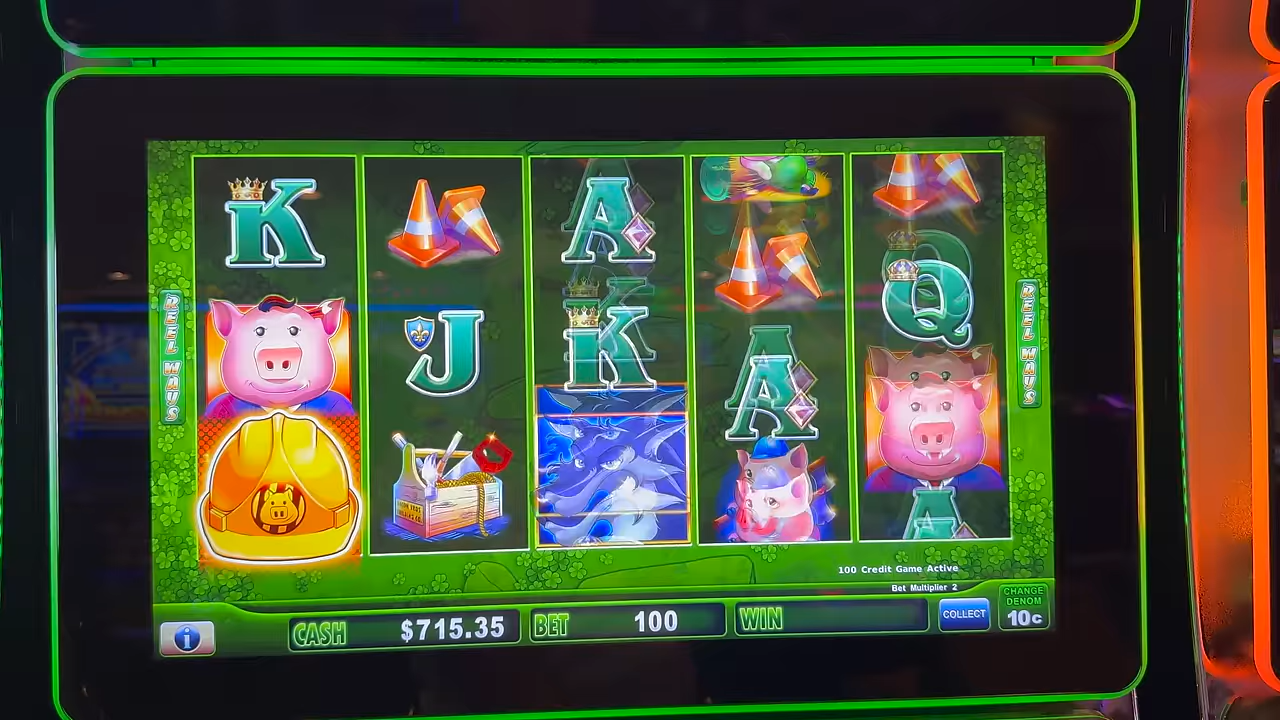 K
A
J
K
Q
A
A
REEL WAYS
REEL WAYS
100 Credit Game Active
Bet Multiplier 2
CASH $715.35
BET 100
WIN
COLLECT
CHANGE
DENOM
10c
i